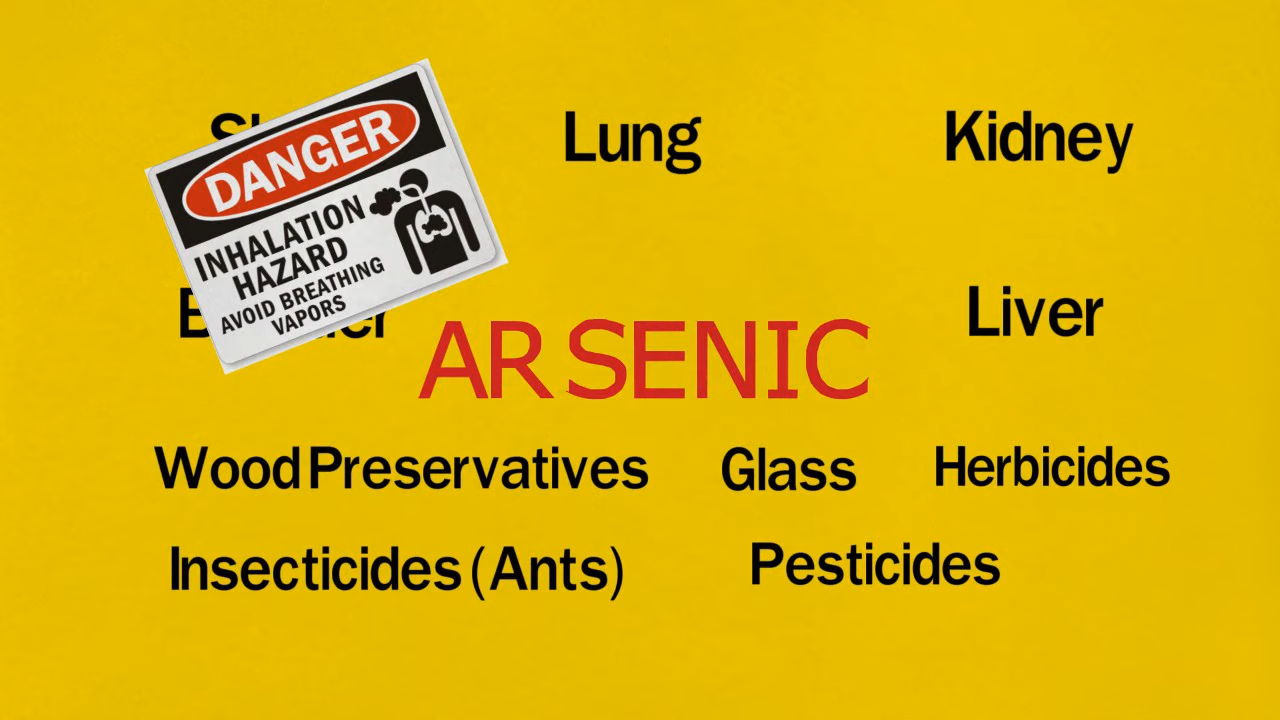 Lung
Kidney
DANGER
INHALATION
HAZARD
AVOID BREATHING
VAPORS
Liver
ARSENIC
Wood Preservatives
Glass
Herbicides
Insecticides (Ants)
Pesticides